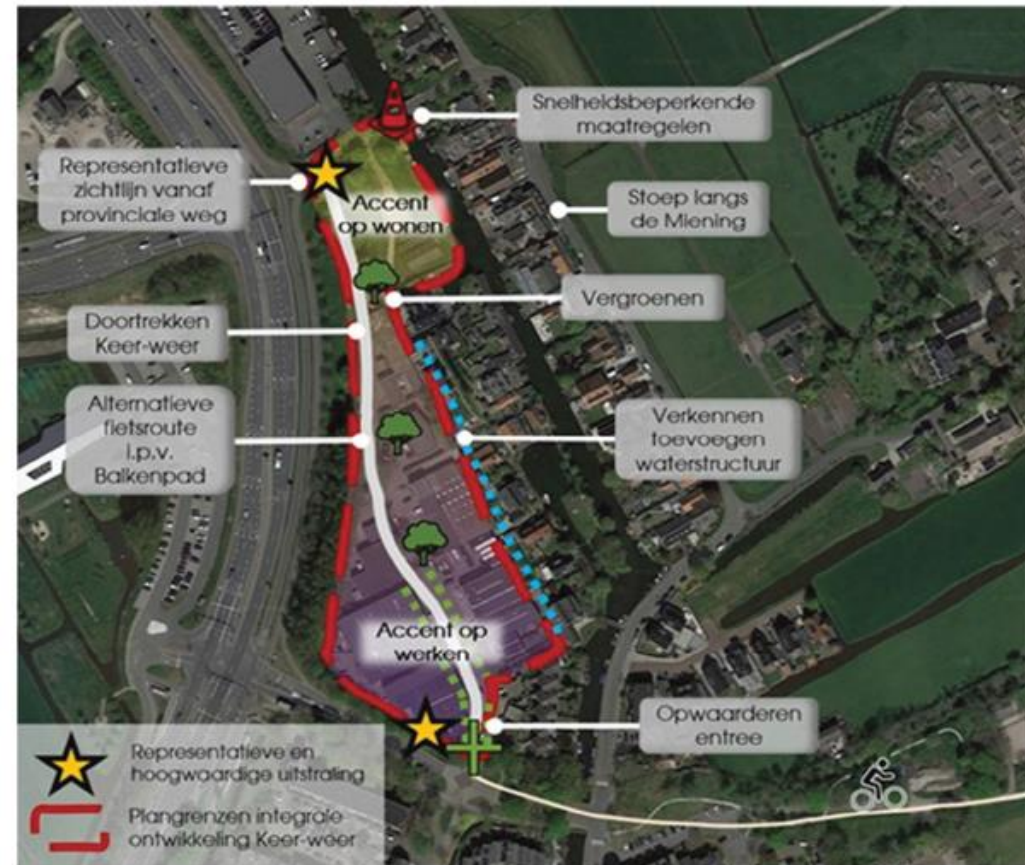 Snelheidsbeperkende
maatregelen
Representatieve
zichtlijn vanaf
provinciale weg
Accent
op wonen
Stoep langs
de Miening
Vergroenen
Doortrekken
Keer-weer
Alternatieve
fietsroute
i.p.v.
Balkenpad
Verkennen
toevoegen
waterstructuur
Accent op
werken
Opwaarderen
entree
Representatieve en
hoogwaardige uitstraling
Plangrenzen integrale
ontwikkeling Keer-weer